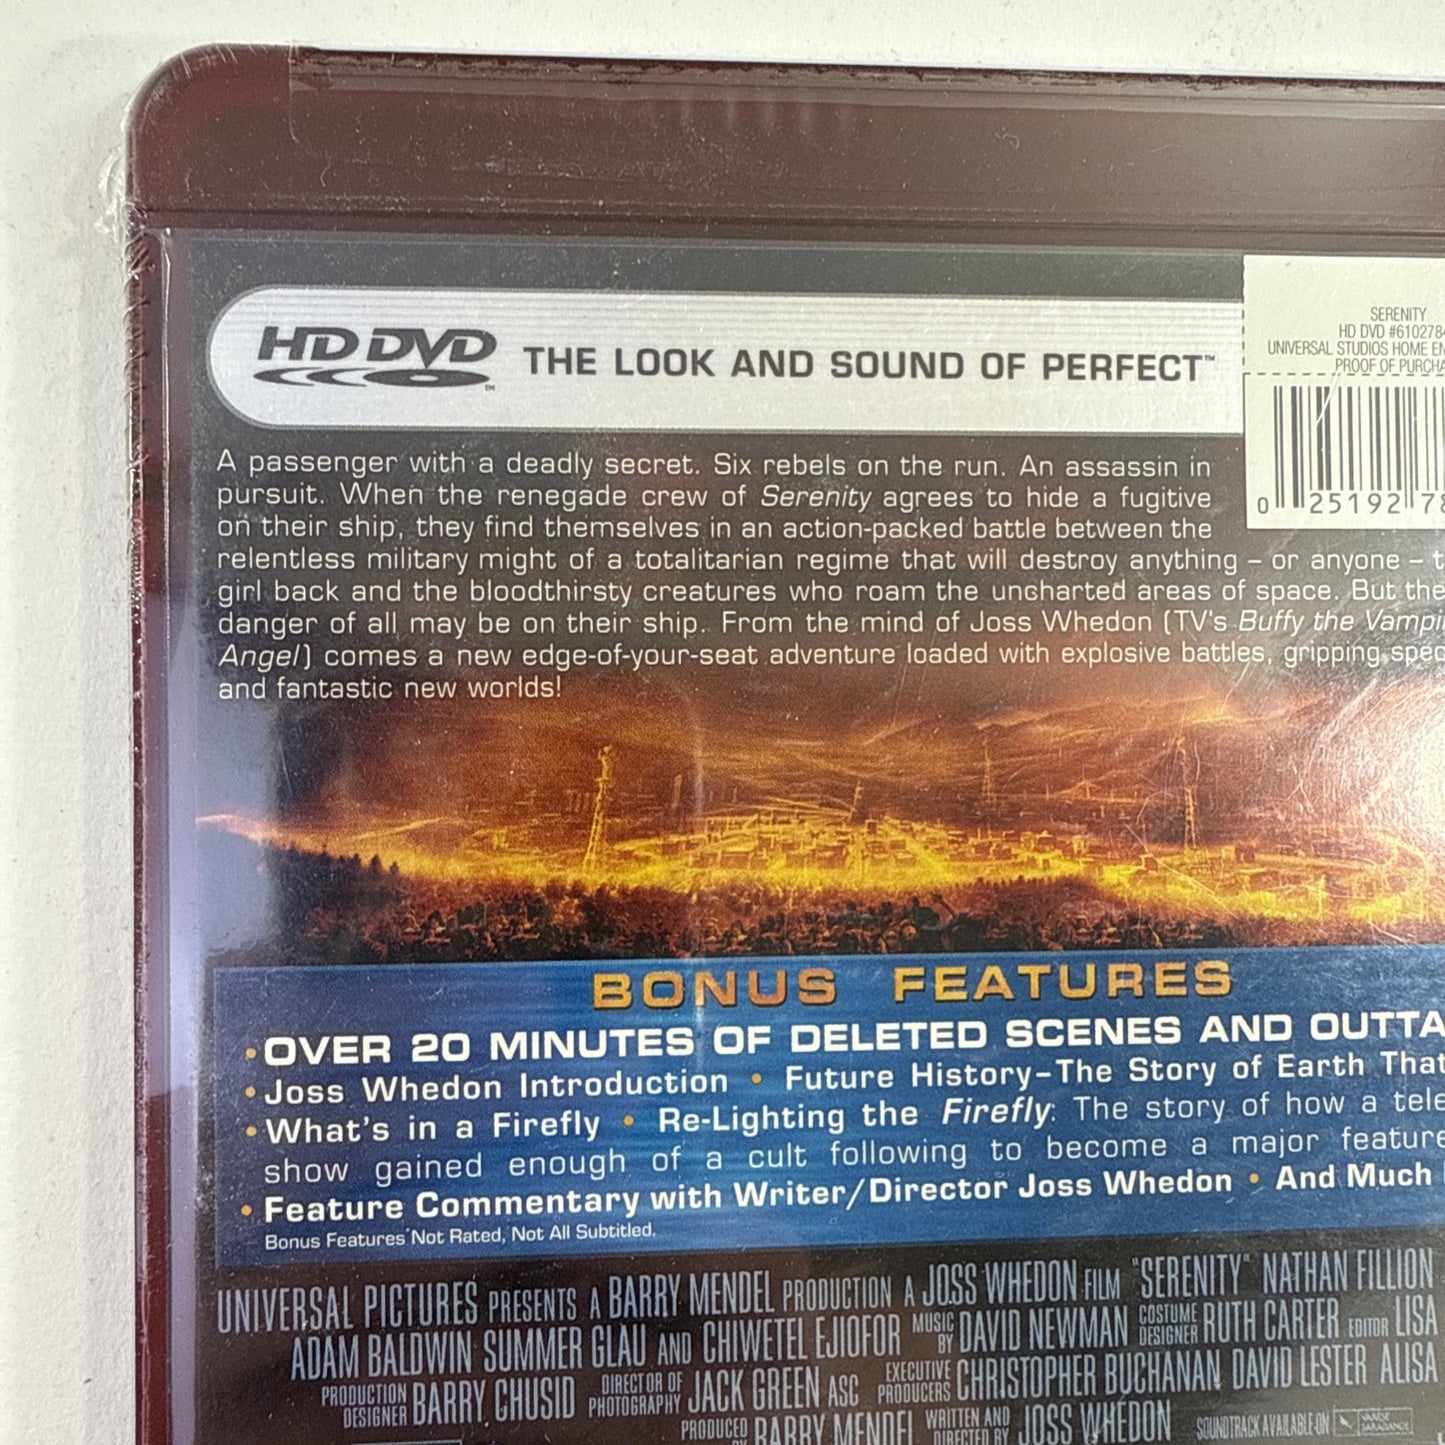 HD DVD™ THE LOOK AND SOUND OF PERFECT™
SERENITY
HD DVD #610278
UNIVERSAL STUDIOS HOME
PROOF OF
0 25192 78
A passenger with a deadly secret. Six rebels on the run. An assassin in
pursuit. When the renegade crew of Serenity agrees to hide a fugitive
on their ship, they find themselves in an action-packed battle between the
relentless military might of a totalitarian regime that will destroy anything – or anyone –
girl back and the bloodthirsty creatures who roam the uncharted areas of space. But the
danger of all may be on their ship. From the mind of Joss Whedon (TV's Buffy the
Angel) comes a new edge-of-your-seat adventure loaded with explosive battles, gripping
and fantastic new worlds!
BONUS FEATURES
• OVER 20 MINUTES OF DELETED SCENES AND
• Joss Whedon Introduction • Future History–The Story of Earth That
• What's in a Firefly • Re-Lighting the Firefly: The story of how a
show gained enough of a cult following to become a major feature
• Feature Commentary with Writer/Director Joss Whedon • And Much
Bonus Features Not Rated, Not All Subtitled.
UNIVERSAL PICTURES PRESENTS A BARRY MENDEL PRODUCTION A JOSS WHEDON FILM "SERENITY" NATHAN FILLION
ADAM BALDWIN SUMMER GLAU AND CHIWETEL EJIOFOR MUSIC BY DAVID NEWMAN COSTUME DESIGNER RUTH CARTER EDITOR LISA
PRODUCTION DESIGNER BARRY CHUSID DIRECTOR OF PHOTOGRAPHY JACK GREEN ASC EXECUTIVE PRODUCERS CHRISTOPHER BUCHANAN DAVID LESTER ALISA
PRODUCED BY BARRY MENDEL WRITTEN AND DIRECTED BY JOSS WHEDON SOUNDTRACK AVAILABLE ON VARÈSE SARABANDE